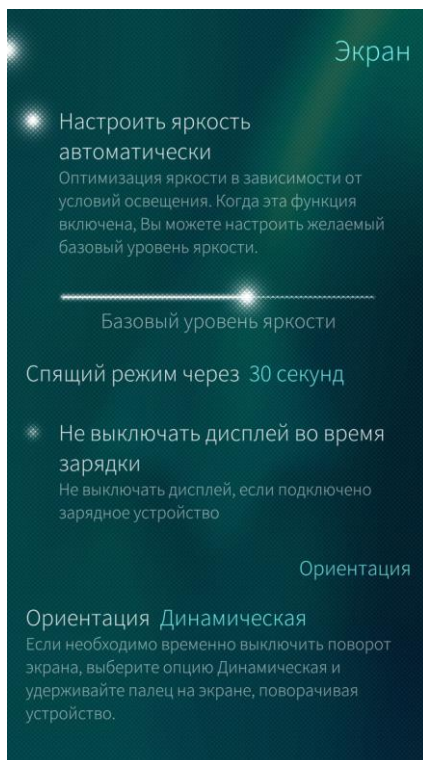 Экран
Настроить яркость
автоматически
Оптимизация яркости в зависимости от
условий освещения. Когда эта функция
включена, Вы можете настроить желаемый
базовый уровень яркости.
Базовый уровень яркости
Спящий режим через 30 секунд
Не выключать дисплей во время
зарядки
Не выключать дисплей, если подключено
зарядное устройство
Ориентация
Ориентация Динамическая
Если необходимо временно выключить поворот
экрана, выберите опцию Динамическая и
удерживайте палец на экране, поворачивая
устройство.